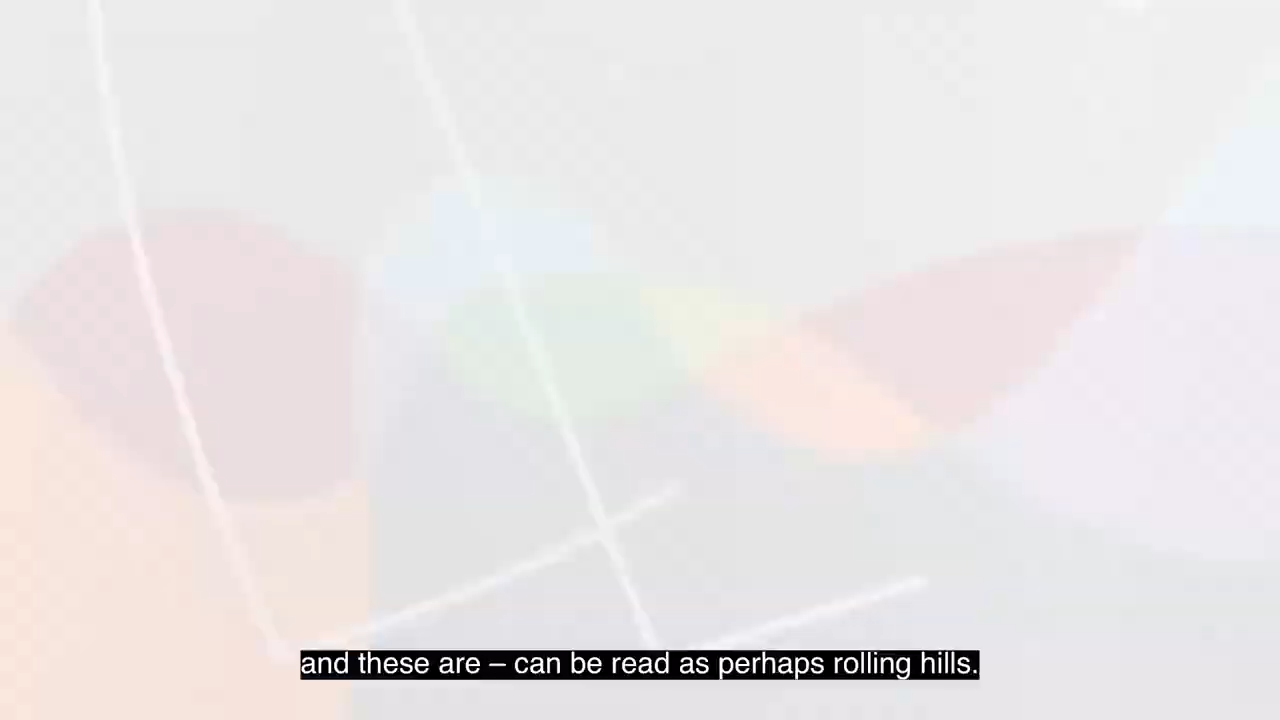 and these are – can be read as perhaps rolling hills.